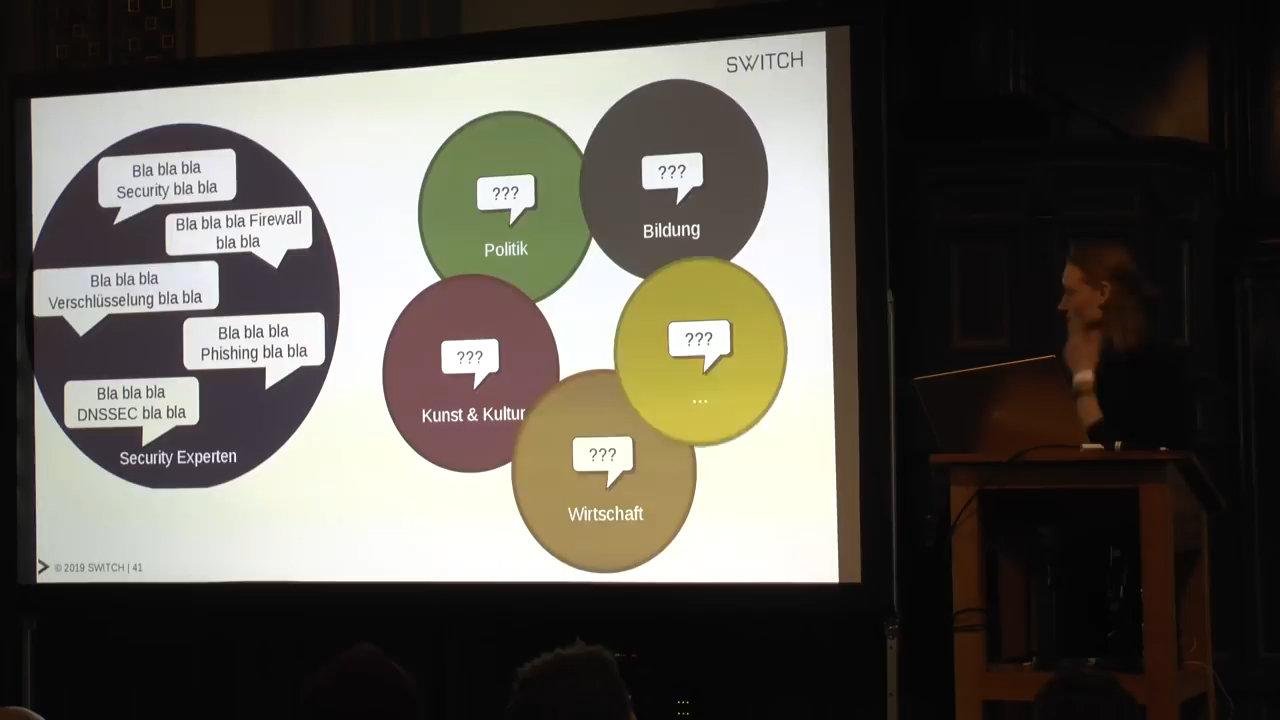 SWITCH
Bla bla bla
Security bla bla
Bla bla bla Firewall
bla bla
Bla bla bla
Verschlüsselung bla bla
Bla bla bla
Phishing bla bla
Bla bla bla
DNSSEC bla bla
Security Experten
???
Politik
???
Bildung
???
Kunst & Kultur
???
...
???
Wirtschaft
© 2019 SWITCH | 41